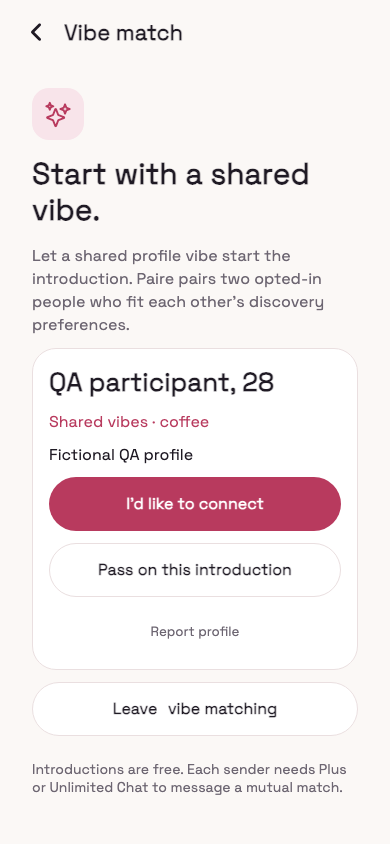 Vibe match
Start with a shared
vibe.
Let a shared profile vibe start the
introduction. Paire pairs two opted-in
people who fit each other's discovery
preferences.
QA participant, 28
Shared vibes · coffee
Fictional QA profile
I'd like to connect
Pass on this introduction
Report profile
Leave vibe matching
Introductions are free. Each sender needs Plus
or Unlimited Chat to message a mutual match.